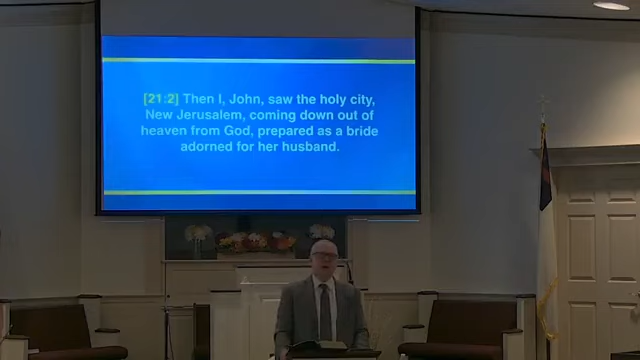 [21:2] Then I, John, saw the holy city,
New Jerusalem, coming down out of
heaven from God, prepared as a bride
adorned for her husband.